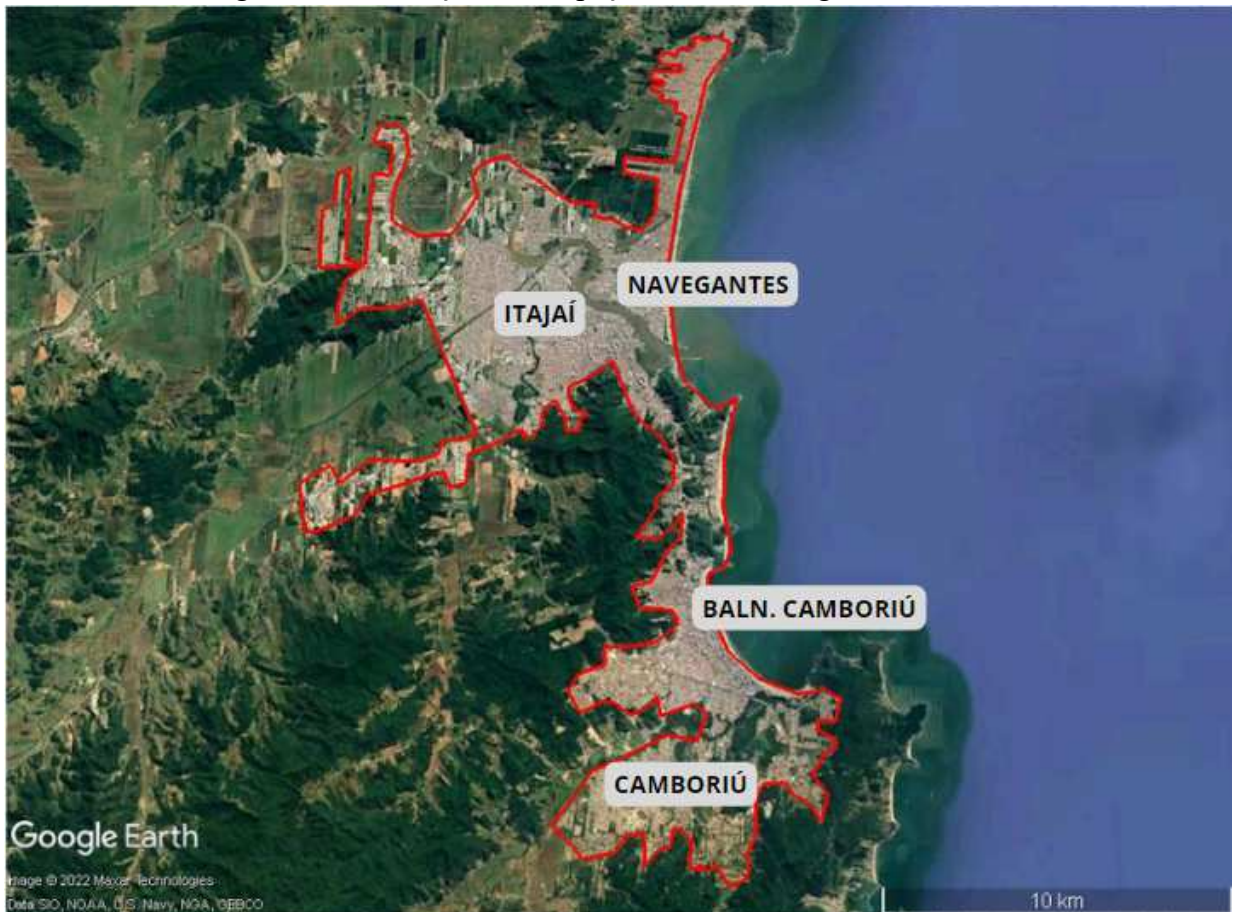 NAVEGANTES
ITAJAÍ
BALN. CAMBORIÚ
CAMBORIÚ
Google Earth
Image © 2022 Maxar Technologies
Data SIO, NOAA, U.S. Navy, NGA, GEBCO
10 km